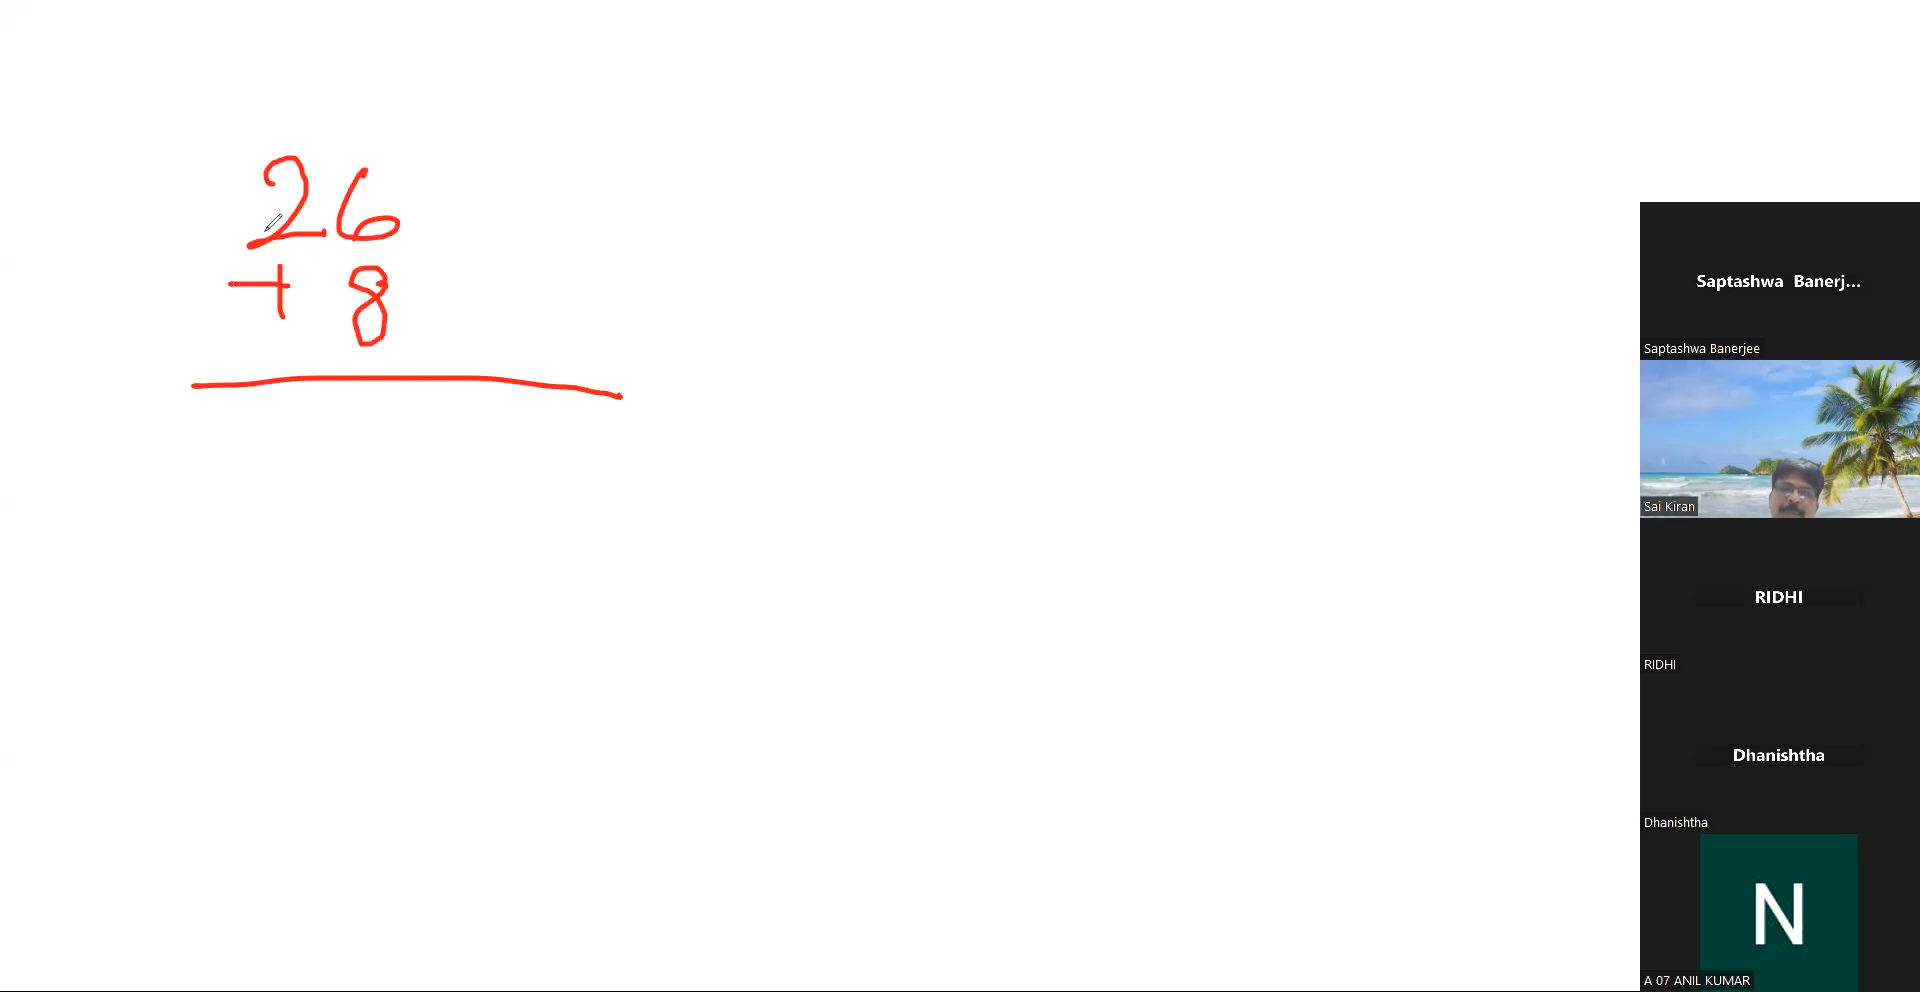 26
+ 8
Saptashwa Banerj...
Saptashwa Banerjee
Sai Kiran
RIDHI
RIDHI
Dhanishtha
Dhanishtha
N
A 07 ANIL KUMAR